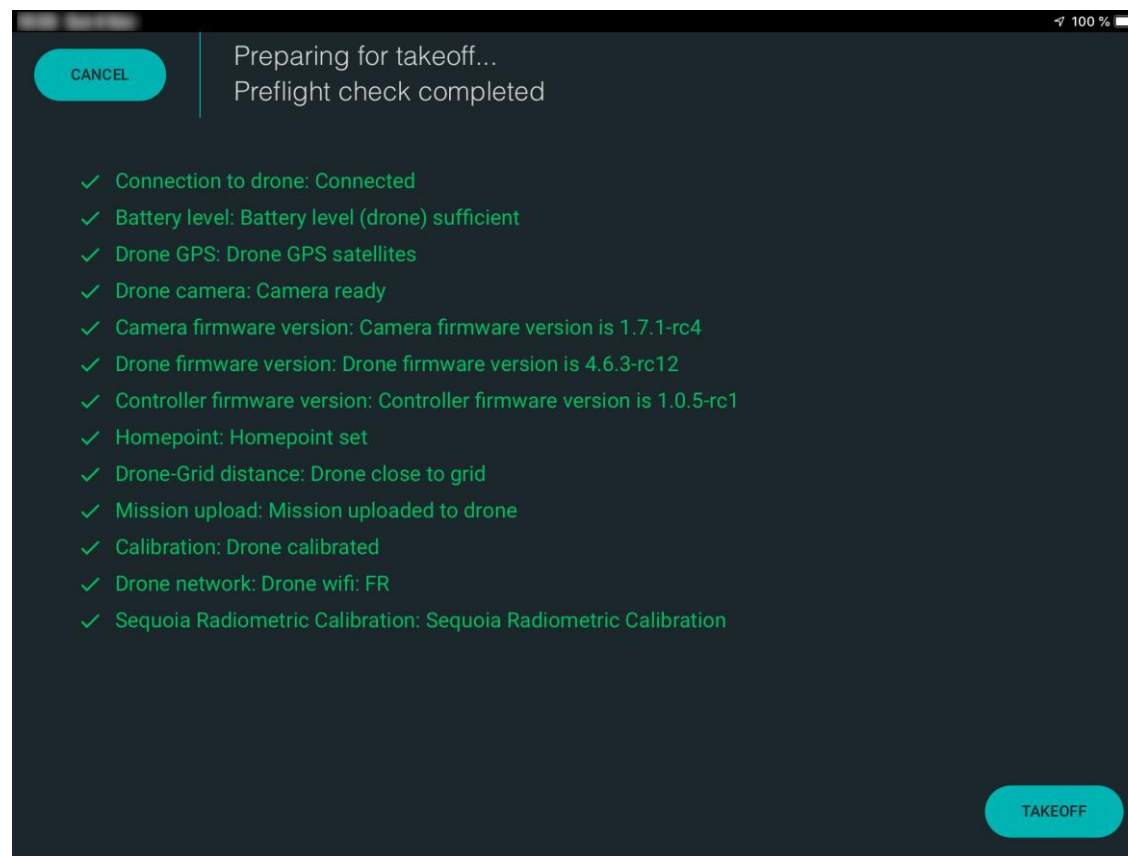 100 %
CANCEL
Preparing for takeoff...
Preflight check completed
Connection to drone: Connected
Battery level: Battery level (drone) sufficient
Drone GPS: Drone GPS satellites
Drone camera: Camera ready
Camera firmware version: Camera firmware version is 1.7.1-rc4
Drone firmware version: Drone firmware version is 4.6.3-rc12
Controller firmware version: Controller firmware version is 1.0.5-rc1
Homepoint: Homepoint set
Drone-Grid distance: Drone close to grid
Mission upload: Mission uploaded to drone
Calibration: Drone calibrated
Drone network: Drone wifi: FR
Sequoia Radiometric Calibration: Sequoia Radiometric Calibration
TAKEOFF